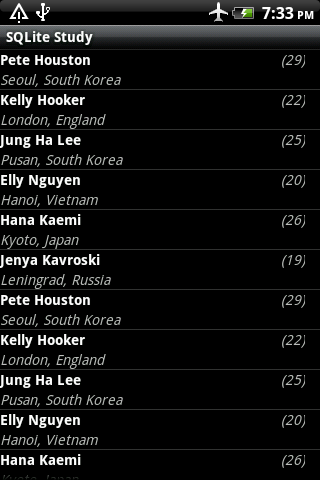 7:33 PM
SQLite Study
Pete Houston (29)
Seoul, South Korea
Kelly Hooker (22)
London, England
Jung Ha Lee (25)
Pusan, South Korea
Elly Nguyen (20)
Hanoi, Vietnam
Hana Kaemi (26)
Kyoto, Japan
Jenya Kavroski (19)
Leningrad, Russia
Pete Houston (29)
Seoul, South Korea
Kelly Hooker (22)
London, England
Jung Ha Lee (25)
Pusan, South Korea
Elly Nguyen (20)
Hanoi, Vietnam
Hana Kaemi (26)